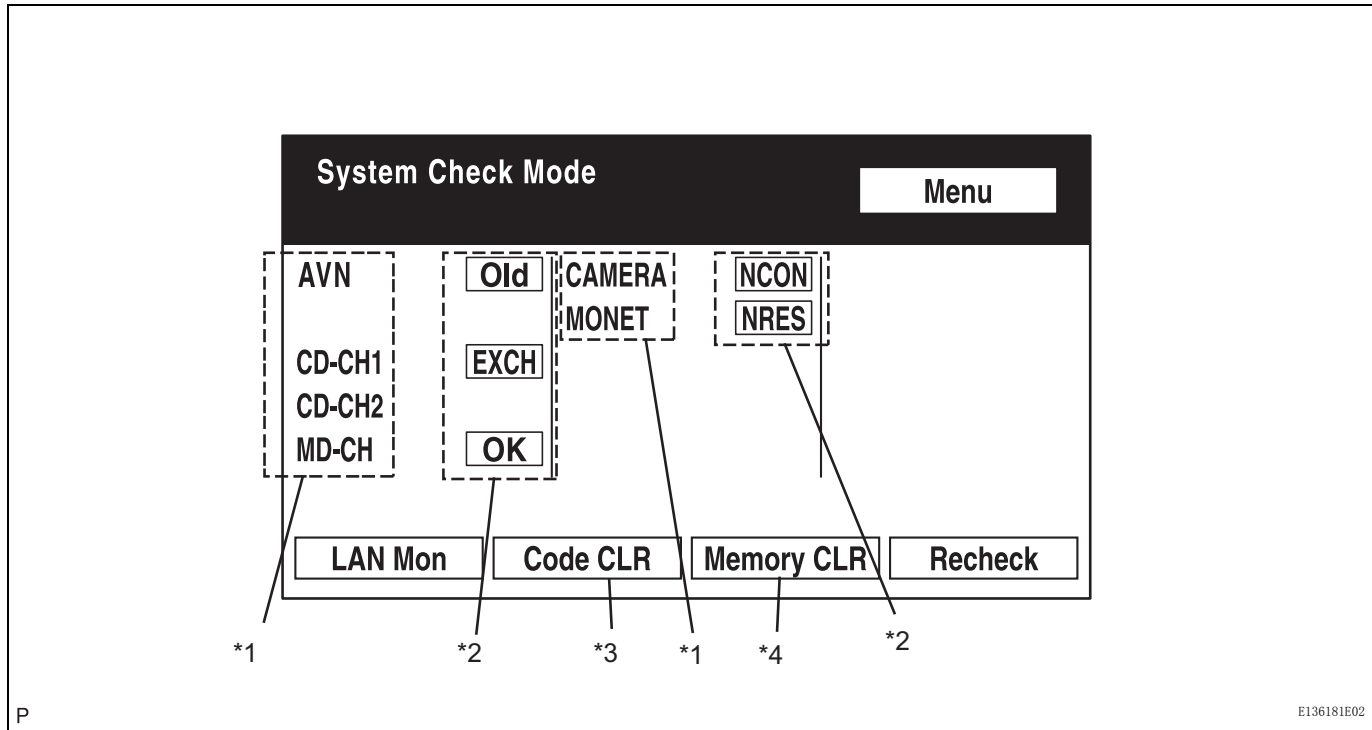 System Check Mode
Menu
AVN Old CAMERA NCON
MONET NRES
CD-CH1 EXCH
CD-CH2
MD-CH OK
LAN Mon Code CLR Memory CLR Recheck
*1 *2 *3 *1 *4 *2
P
E136181E02